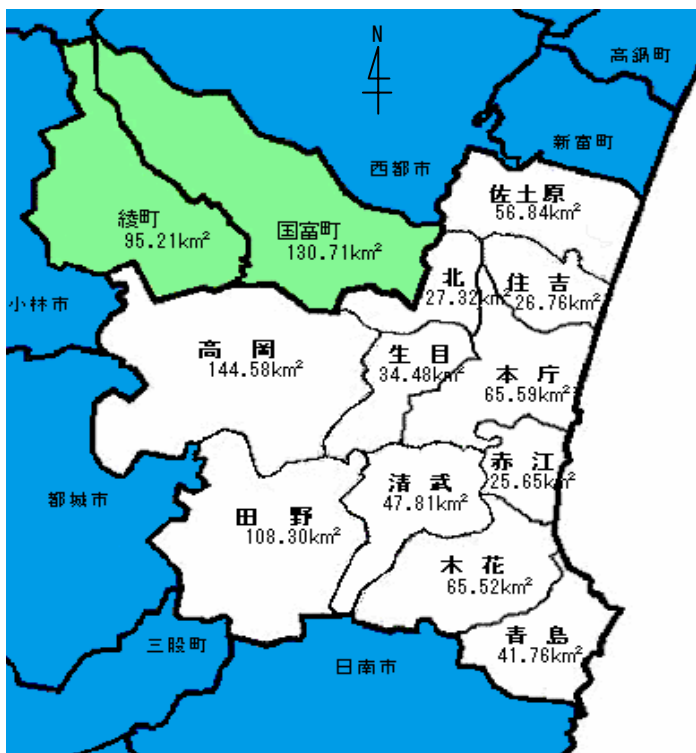 N
高鍋町
新富町
西都市
佐土原
56.84km²
綾町
95.21km²
国富町
130.71km²
北
27.32km²
住吉
26.76km²
小林市
高岡
144.58km²
生目
34.48km²
本庁
65.59km²
赤江
25.65km²
清武
47.81km²
都城市
田野
108.30km²
木花
65.52km²
三股町
日南市
青島
41.76km²